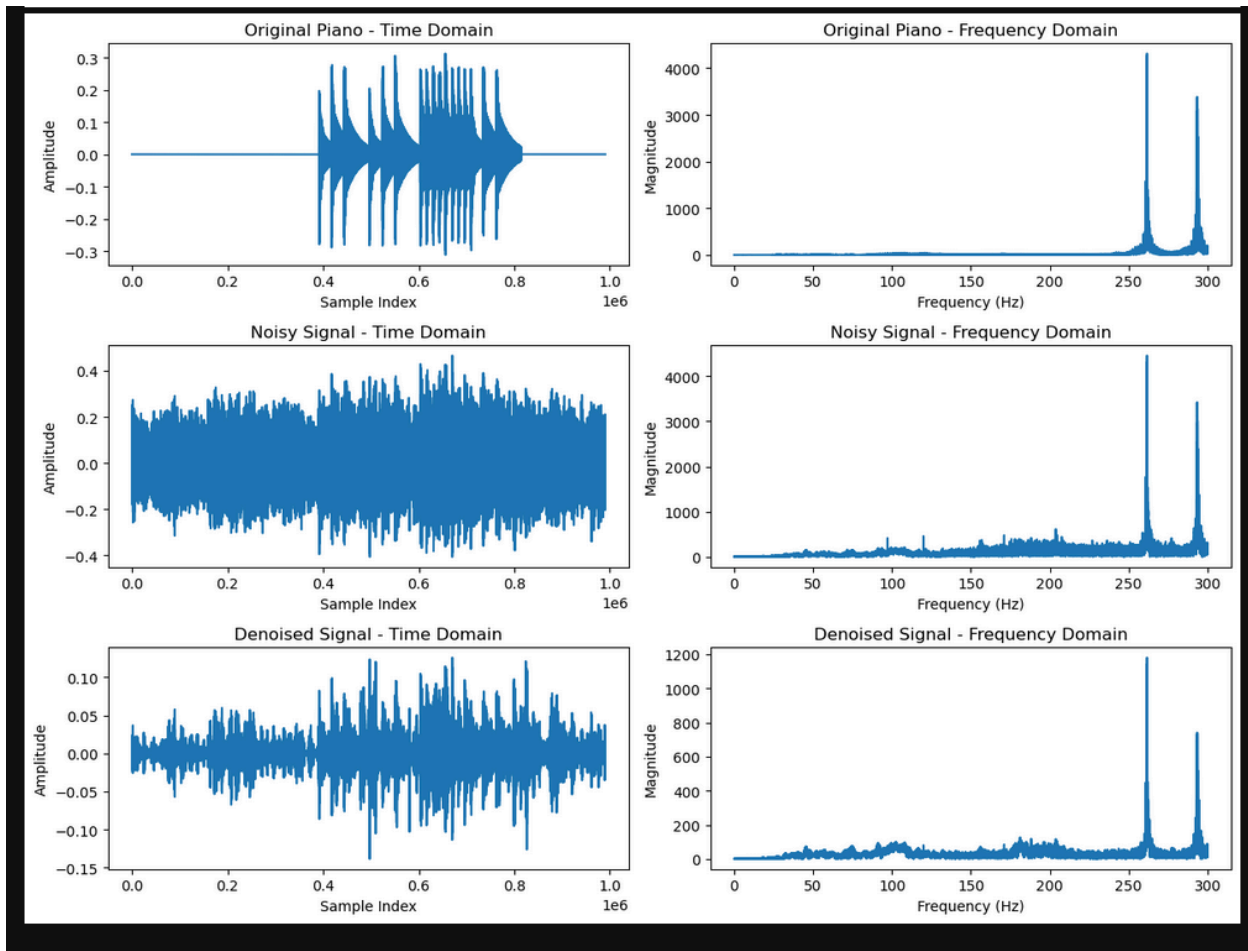 Original Piano - Time Domain
Amplitude
0.3
0.2
0.1
0.0
−0.1
−0.2
−0.3
0.0 0.2 0.4 0.6 0.8 1.0
1e6
Sample Index
Original Piano - Frequency Domain
Magnitude
4000
3000
2000
1000
0
0 50 100 150 200 250 300
Frequency (Hz)
Noisy Signal - Time Domain
Amplitude
0.4
0.2
0.0
−0.2
−0.4
0.0 0.2 0.4 0.6 0.8 1.0
1e6
Sample Index
Noisy Signal - Frequency Domain
Magnitude
4000
3000
2000
1000
0
0 50 100 150 200 250 300
Frequency (Hz)
Denoised Signal - Time Domain
Amplitude
0.10
0.05
0.00
−0.05
−0.10
−0.15
0.0 0.2 0.4 0.6 0.8 1.0
1e6
Sample Index
Denoised Signal - Frequency Domain
Magnitude
1200
1000
800
600
400
200
0
0 50 100 150 200 250 300
Frequency (Hz)